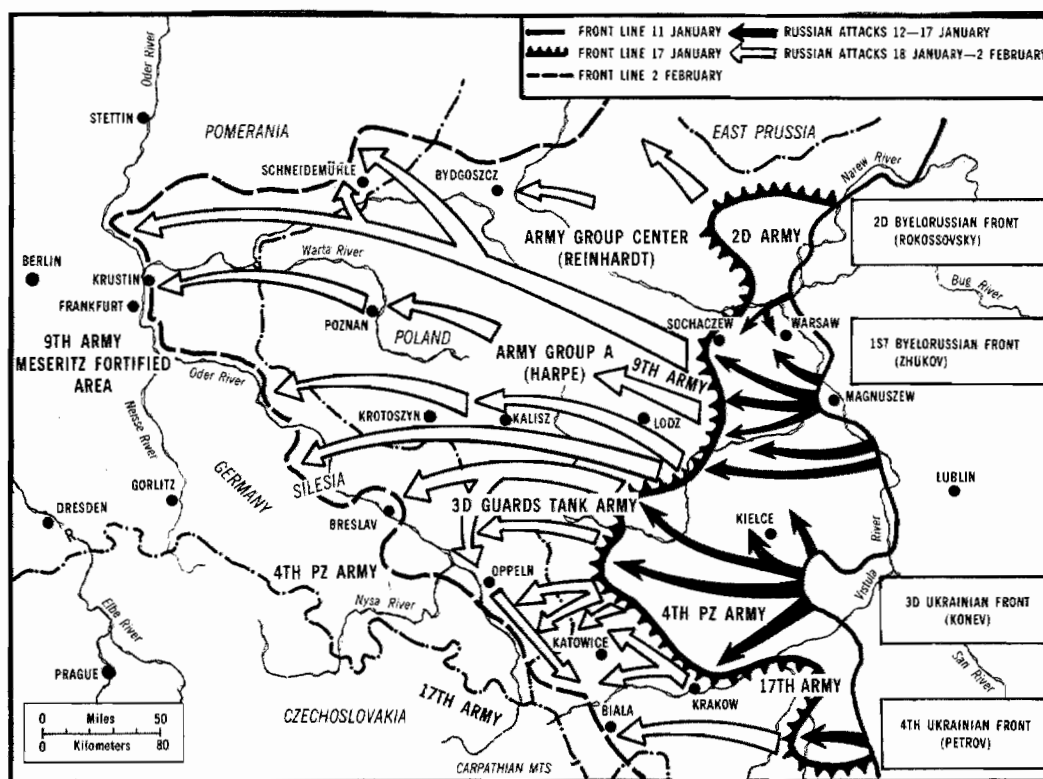 FRONT LINE 11 JANUARY
RUSSIAN ATTACKS 12—17 JANUARY
FRONT LINE 17 JANUARY
RUSSIAN ATTACKS 18 JANUARY—2 FEBRUARY
FRONT LINE 2 FEBRUARY
Oder River
STETTIN
POMERANIA
EAST PRUSSIA
SCHNEIDEMÜHLE
BYDGOSZCZ
Narew River
2D BYELORUSSIAN FRONT
(ROKOSSOVSKY)
ARMY GROUP CENTER
(REINHARDT)
2D ARMY
Warta River
BERLIN
KRUSTIN
FRANKFURT
Bug River
POZNAN
POLAND
SOCHACZEW
WARSAW
1ST BYELORUSSIAN FRONT
(ZHUKOV)
9TH ARMY
MESERITZ FORTIFIED
AREA
Oder River
ARMY GROUP A
(HARPE)
9TH ARMY
MAGNUSZEW
Neisse River
KROTOSZYN
KALISZ
LODZ
GERMANY
SILESIA
GORLITZ
LUBLIN
DRESDEN
BRESLAV
3D GUARDS TANK ARMY
KIELCE
Vistula River
4TH PZ ARMY
OPPELN
Nysa River
4TH PZ ARMY
3D UKRAINIAN FRONT
(KONEV)
Elbe River
KATOWICE
San River
PRAGUE
17TH ARMY
KRAKOW
17TH ARMY
0 Miles 50
0 Kilometers 80
CZECHOSLOVAKIA
BIALA
4TH UKRAINIAN FRONT
(PETROV)
CARPATHIAN MTS